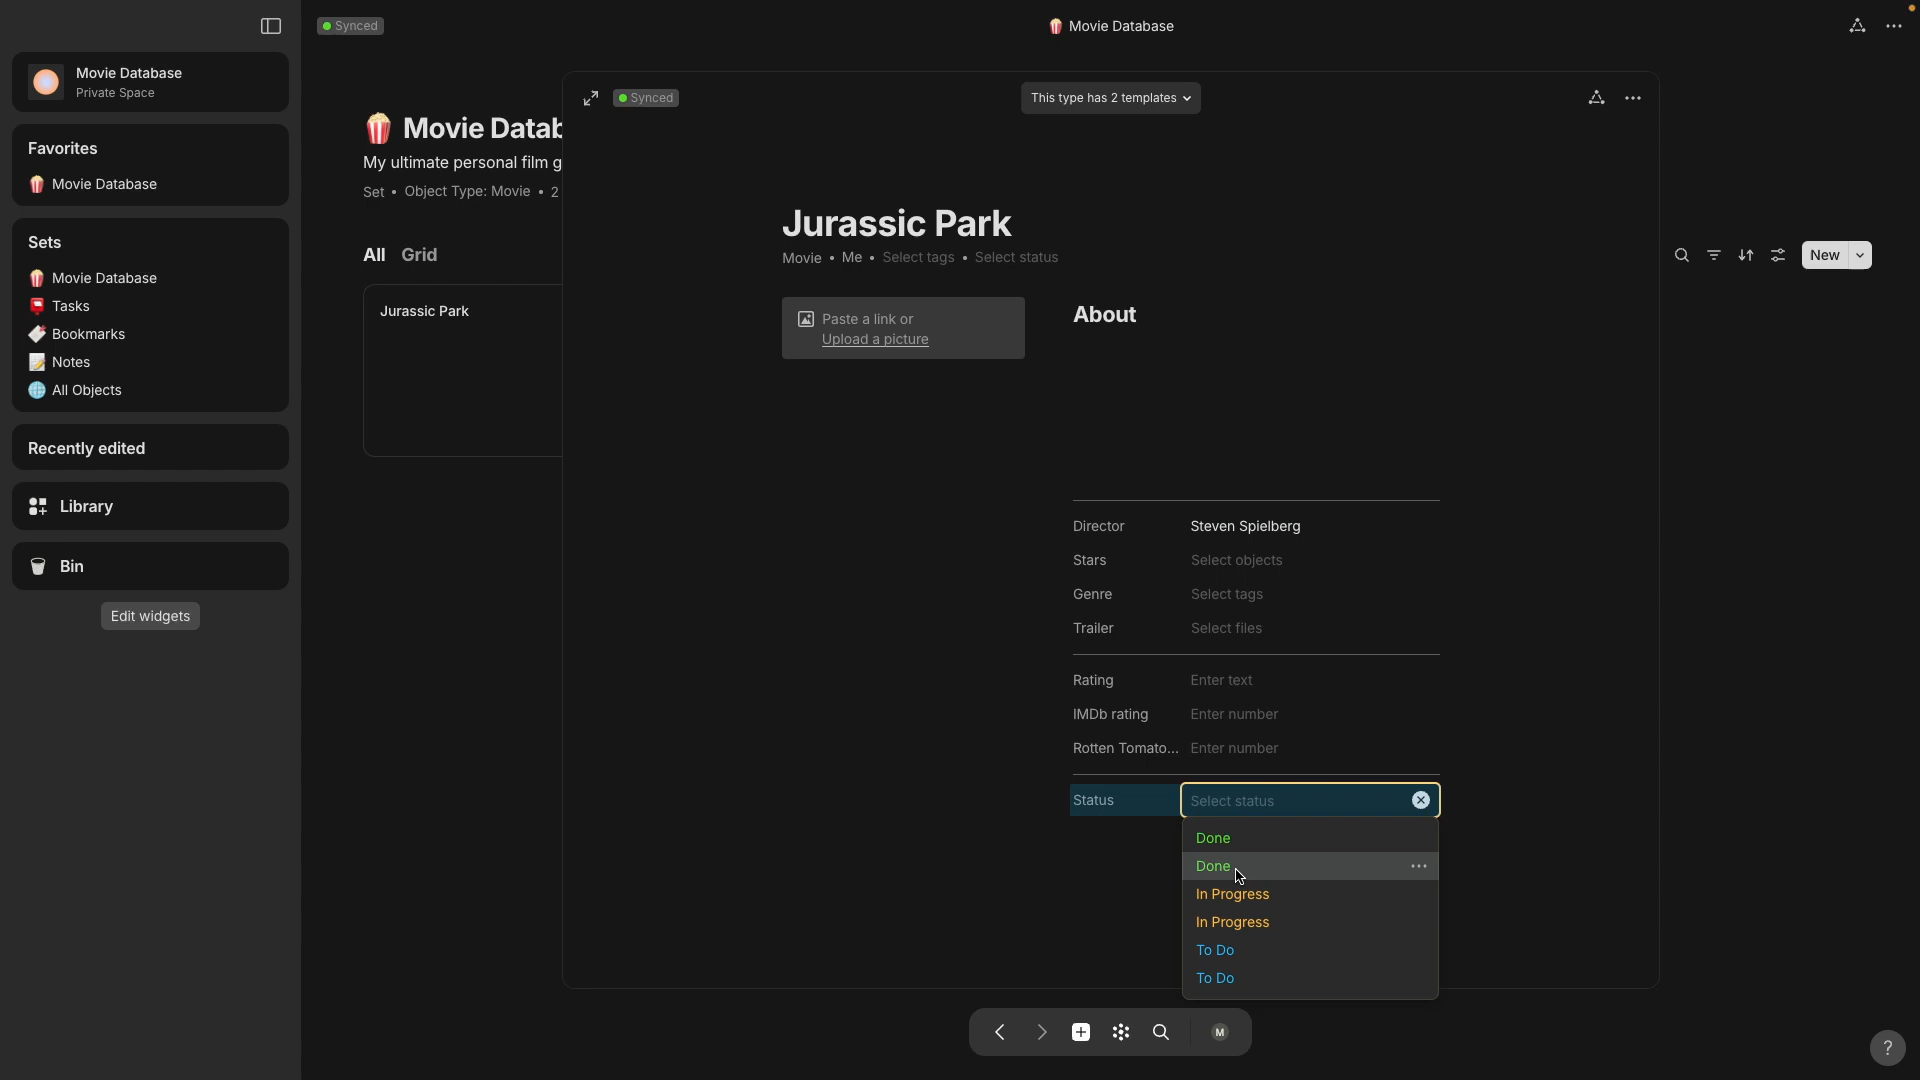 Synced
🍿 Movie Database
Movie Database
Private Space
Favorites
🍿 Movie Database
Sets
🍿 Movie Database
📮 Tasks
Bookmarks
📝 Notes
🌐 All Objects
Recently edited
Library
Bin
Edit widgets
🍿 Movie Datab
My ultimate personal film g
Set • Object Type: Movie • 2
All Grid
Jurassic Park
New
Synced
This type has 2 templates
Jurassic Park
Movie • Me • Select tags • Select status
Paste a link or
Upload a picture
About
Director Steven Spielberg
Stars Select objects
Genre Select tags
Trailer Select files
Rating Enter text
IMDb rating Enter number
Rotten Tomato... Enter number
Status Select status
Done
Done
In Progress
In Progress
To Do
To Do
M
?